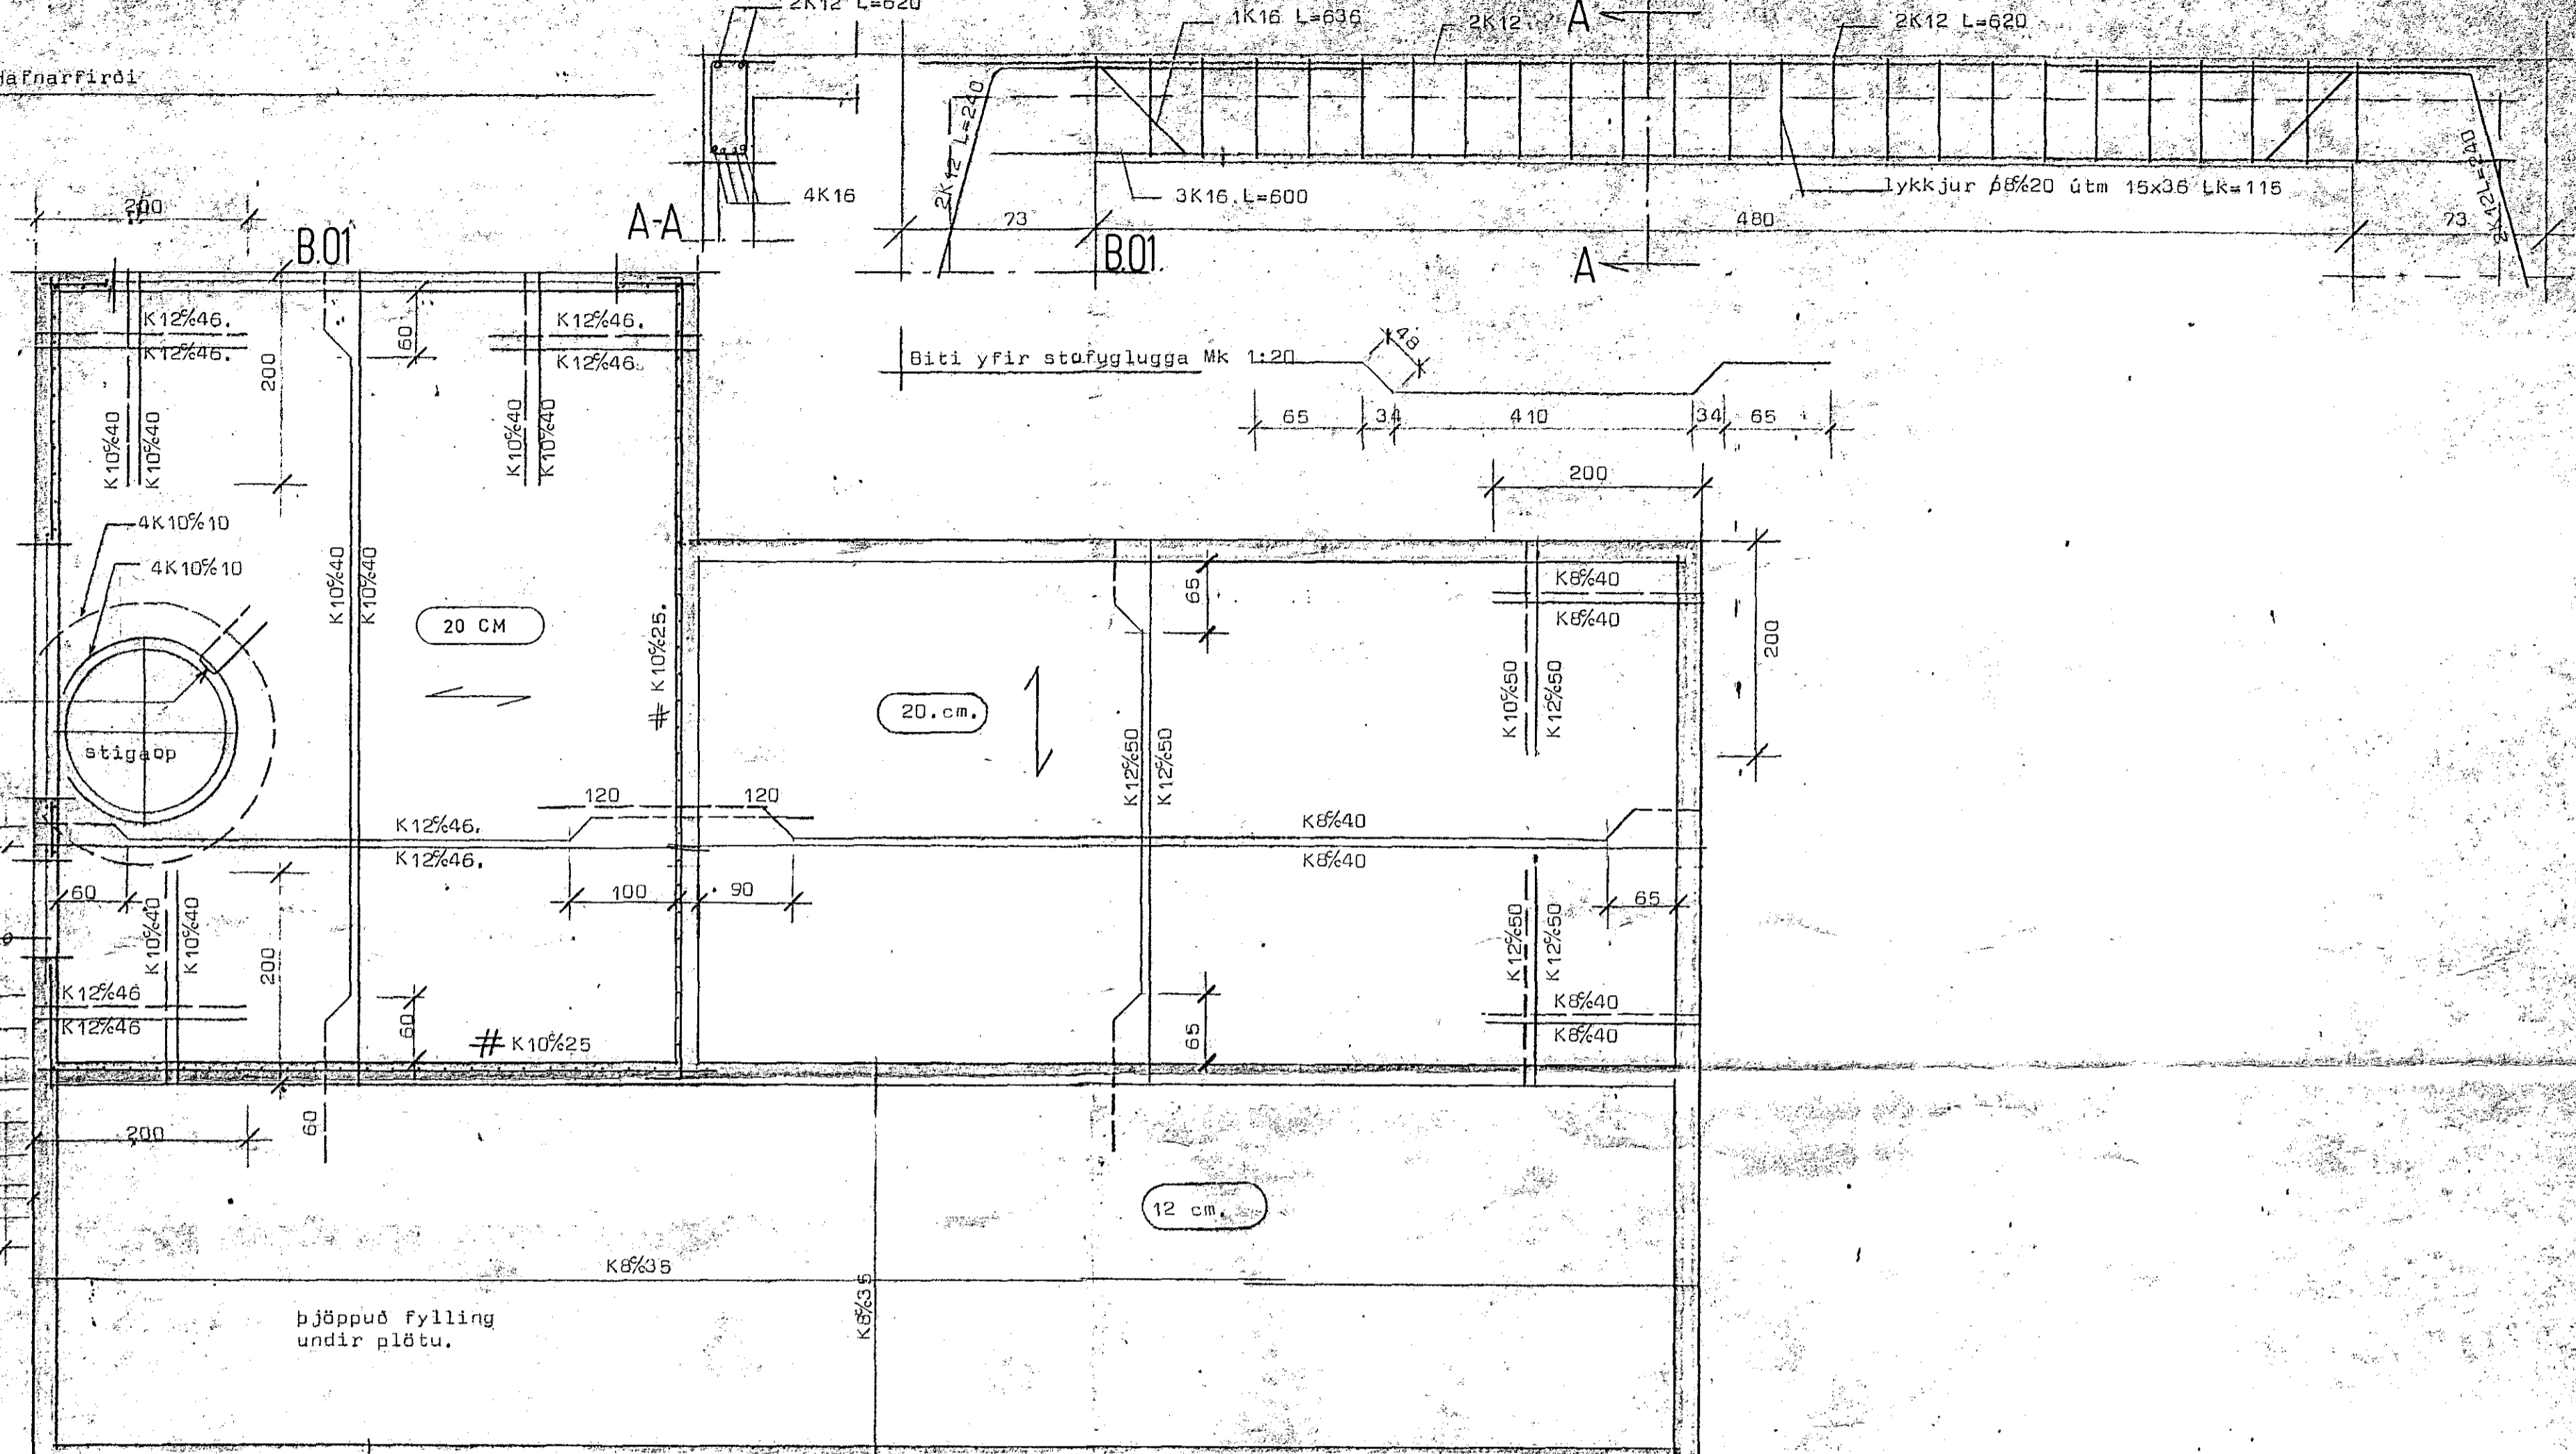 Hafnarfirði
2K12 L=620
4K16
A-A
1K16 L=636
2K12
A
2K12 L=620
2K12 L=240
3K16 L=600
lykkjur ø8%20 útm 15x36 Lk=115
2K12 L=240
73
480
73
B.01
A
Biti yfir stofuglugga Mk 1:20
48
65
34
410
34
65
200
B.01
K12%46.
K12%46.
K12%46.
K12%46.
60
200
K10%40
K10%40
K10%40
K10%40
4K10%10
4K10%10
K10%40
K10%40
20 CM
# K10%25.
stigaop
120
120
K12%46.
K12%46.
60
100
90
K10%40
K10%40
200
K12%46
K12%46
60
# K10%25
200
60
200
65
K8%40
K8%40
200
K10%50
K12%50
20.cm.
K12%50
K12%50
K8%40
K8%40
65
K12%50
K12%50
65
K8%40
K8%40
12 cm.
K8%35
K8%35
þjöppuð fylling
undir plötu.